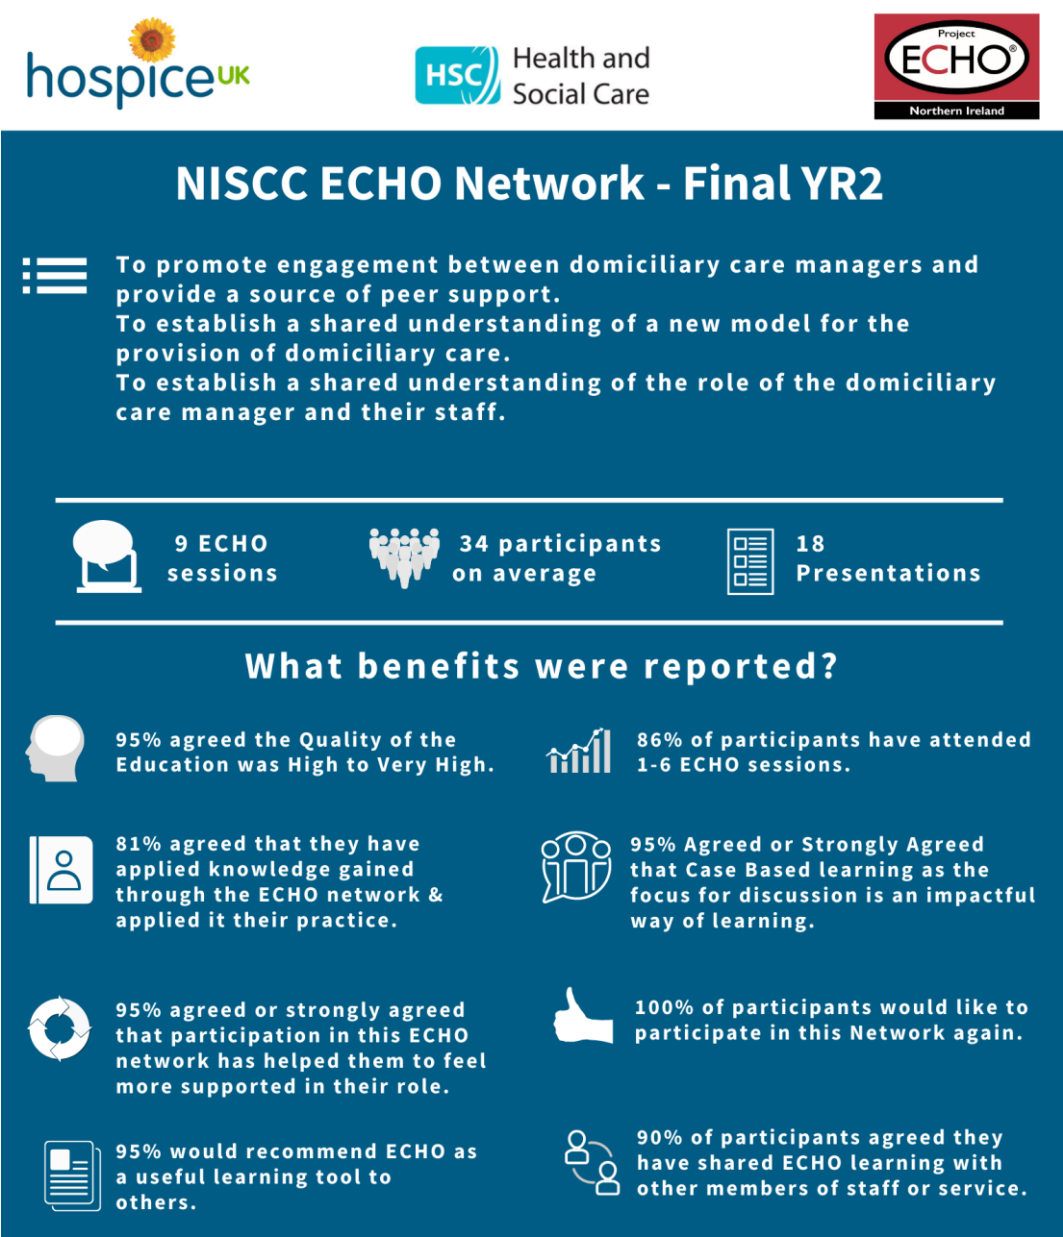 hospice UK
HSC Health and
Social Care
Project
ECHO®
Northern Ireland
NISCC ECHO Network - Final YR2
To promote engagement between domiciliary care managers and
provide a source of peer support.
To establish a shared understanding of a new model for the
provision of domiciliary care.
To establish a shared understanding of the role of the domiciliary
care manager and their staff.
9 ECHO
sessions
34 participants
on average
18
Presentations
What benefits were reported?
95% agreed the Quality of the
Education was High to Very High.
86% of participants have attended
1-6 ECHO sessions.
81% agreed that they have
applied knowledge gained
through the ECHO network &
applied it their practice.
95% Agreed or Strongly Agreed
that Case Based learning as the
focus for discussion is an impactful
way of learning.
95% agreed or strongly agreed
that participation in this ECHO
network has helped them to feel
more supported in their role.
100% of participants would like to
participate in this Network again.
95% would recommend ECHO as
a useful learning tool to
others.
90% of participants agreed they
have shared ECHO learning with
other members of staff or service.